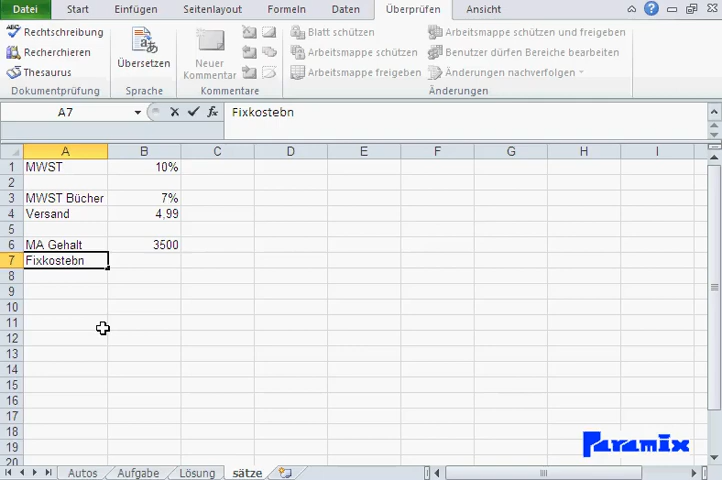 Datei Start Einfügen Seitenlayout Formeln Daten Überprüfen Ansicht
Rechtschreibung
Recherchieren
Thesaurus
Dokumentprüfung
Übersetzen
Sprache
Neuer
Kommentar
Kommentare
Blatt schützen
Arbeitsmappe schützen
Arbeitsmappe freigeben
Arbeitsmappe schützen und freigeben
Benutzer dürfen Bereiche bearbeiten
Änderungen nachverfolgen
Änderungen
A7 fx Fixkostebn
A B C D E F G H I
1 MWST 10%
2
3 MWST Bücher 7%
4 Versand 4,99
5
6 MA Gehalt 3500
7 Fixkostebn
8
9
10
11
12
13
14
15
16
17
18
19
20
Paramix
Autos Aufgabe Lösung sätze